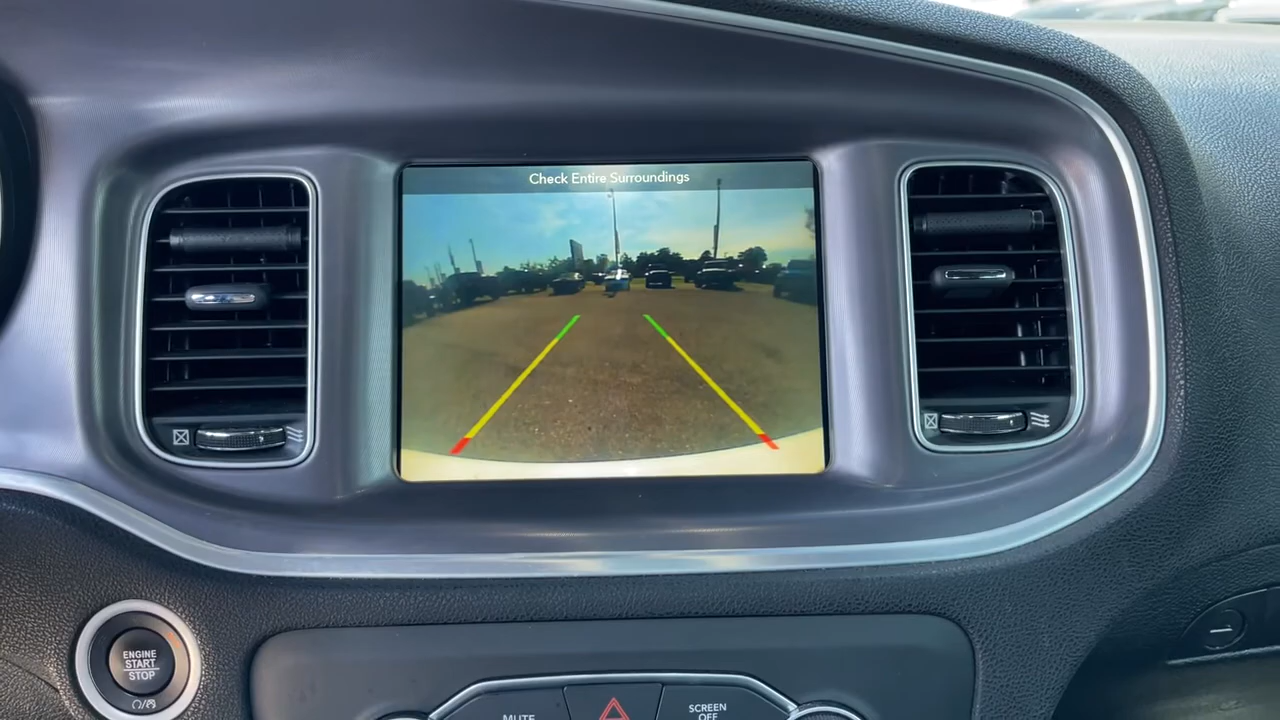 Check Entire Surroundings
ENGINE
START
STOP
MUTE
SCREEN
OFF